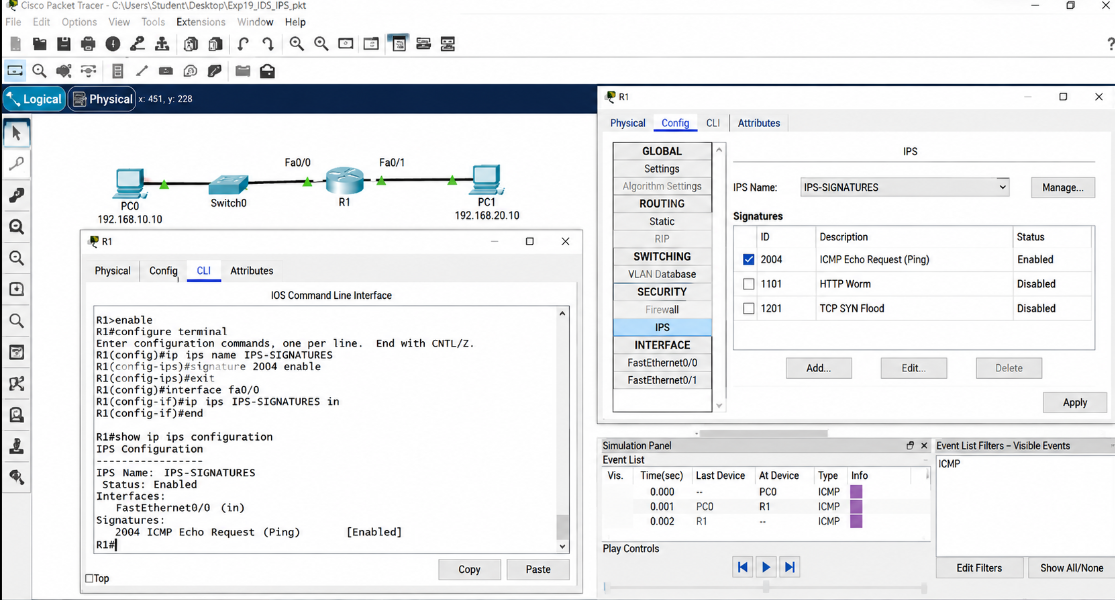 Cisco Packet Tracer - C:\Users\Student\Desktop\Exp19_IDS_IPS_pkt
File Edit Options View Tools Extensions Window Help
?
Logical Physical x: 451, y: 228
Fa0/0 Fa0/1
PC0 Switch0 R1 PC1
192.168.10.10 192.168.20.10
R1
Physical Config CLI Attributes
IOS Command Line Interface
R1>enable
R1#configure terminal
Enter configuration commands, one per line. End with CNTL/Z.
R1(config)#ip ips name IPS-SIGNATURES
R1(config-ips)#signature 2004 enable
R1(config-ips)#exit
R1(config)#interface fa0/0
R1(config-if)#ip ips IPS-SIGNATURES in
R1(config-if)#end
R1#show ip ips configuration
IPS Configuration
-----------------
IPS Name: IPS-SIGNATURES
Status: Enabled
Interfaces:
FastEthernet0/0 (in)
Signatures:
2004 ICMP Echo Request (Ping) [Enabled]
R1#
Copy Paste
Top
R1
Physical Config CLI Attributes
GLOBAL
Settings
Algorithm Settings
ROUTING
Static
RIP
SWITCHING
VLAN Database
SECURITY
Firewall
IPS
INTERFACE
FastEthernet0/0
FastEthernet0/1
IPS
IPS Name: IPS-SIGNATURES Manage...
Signatures
ID Description Status
2004 ICMP Echo Request (Ping) Enabled
1101 HTTP Worm Disabled
1201 TCP SYN Flood Disabled
Add... Edit... Delete
Apply
Simulation Panel
Event List
Vis. Time(sec) Last Device At Device Type Info
0.000 -- PC0 ICMP
0.001 PC0 R1 ICMP
0.002 R1 -- ICMP
Play Controls
Event List Filters – Visible Events
ICMP
Edit Filters Show All/None